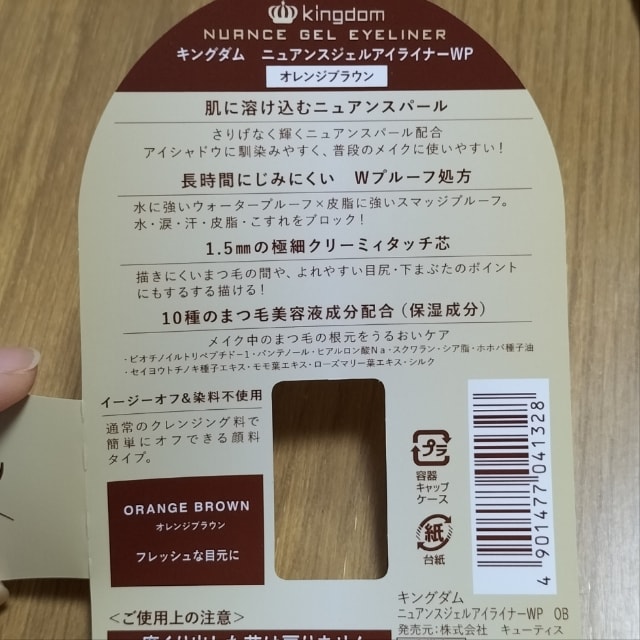 kingdom
NUANCE GEL EYELINER
キングダム ニュアンスジェルアイライナーWP
オレンジブラウン
肌に溶け込むニュアンスパール
さりげなく輝くニュアンスパール配合
アイシャドウに馴染みやすく、普段のメイクに使いやすい！
長時間にじみにくい Wプルーフ処方
水に強いウォータープルーフ×皮脂に強いスマッジプルーフ。
水・涙・汗・皮脂・こすれをブロック！
1.5㎜の極細クリーミィタッチ芯
描きにくいまつ毛の間や、よれやすい目尻・下まぶたのポイント
にもするする描ける！
10種のまつ毛美容液成分配合（保湿成分）
メイク中のまつ毛の根元をうるおいケア
・ビオチノイルトリペプチドー1・パンテノール・ヒアルロン酸Na・スクワラン・シア脂・ホホバ種子油
・セイヨウトチノキ種子エキス・モモ葉エキス・ローズマリー葉エキス・シルク
イージーオフ&染料不使用
通常のクレンジング料で
簡単にオフできる顔料
タイプ。
ORANGE BROWN
オレンジブラウン
フレッシュな目元に
プラ
容器
キャップ
ケース
紙
台紙
4901477041328
キングダム
ニュアンスジェルアイライナーWP OB
発売元：株式会社 キューティス
＜ご使用上の注意＞